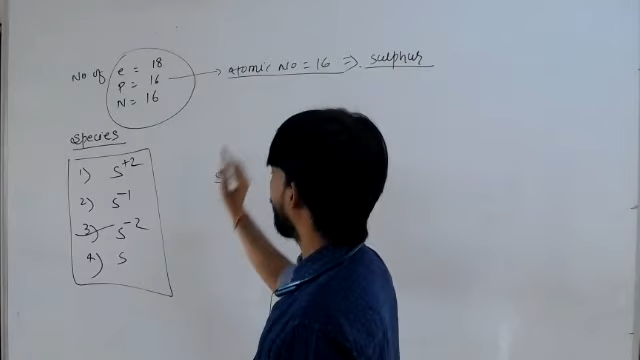 No of e = 18
P = 16 → atomic No = 16 ⇒ sulphur
N = 16
species
1) S+2
2) S-1
3) S-2
4) S